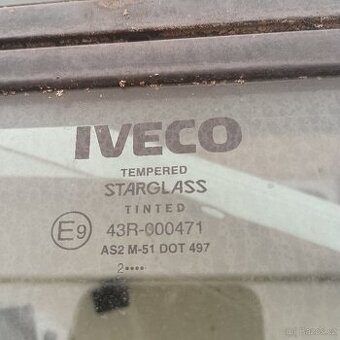 IVECO
TEMPERED
STARGLASS
TINTED
E9 43R-000471
AS2 M-51 DOT 497
2••••